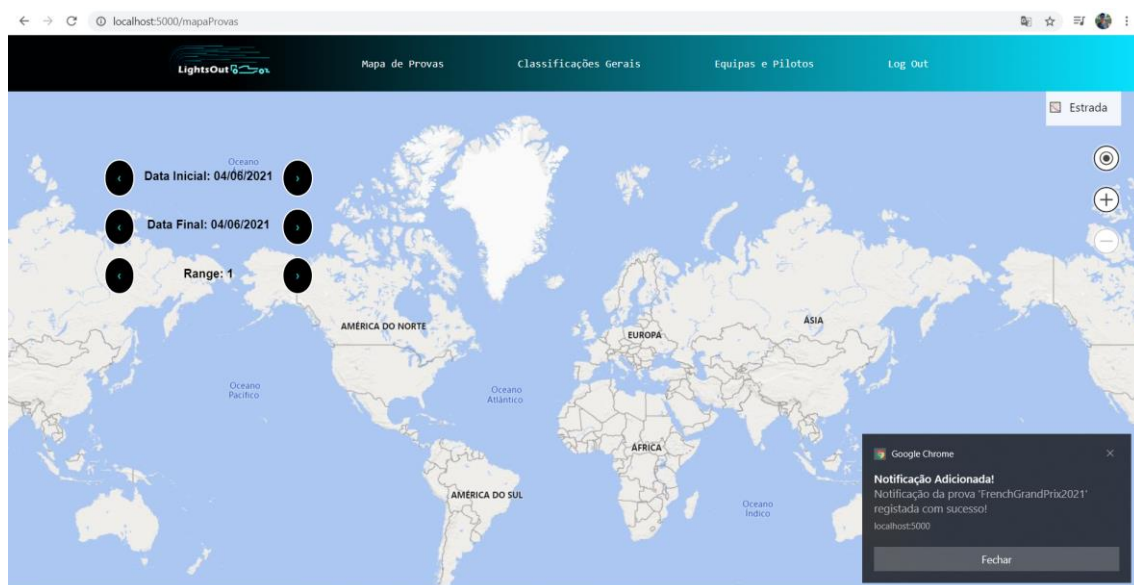 localhost:5000/mapaProvas
LightsOut
Mapa de Provas
Classificações Gerais
Equipas e Pilotos
Log Out
Estrada
Oceano
Data Inicial: 04/06/2021
Data Final: 04/06/2021
Range: 1
AMÉRICA DO NORTE
EUROPA
ÁSIA
Oceano
Pacífico
Oceano
Atlântico
ÁFRICA
AMÉRICA DO SUL
Oceano
Índico
Google Chrome
Notificação Adicionada!
Notificação da prova 'FrenchGrandPrix2021'
registada com sucesso!
localhost:5000
Fechar